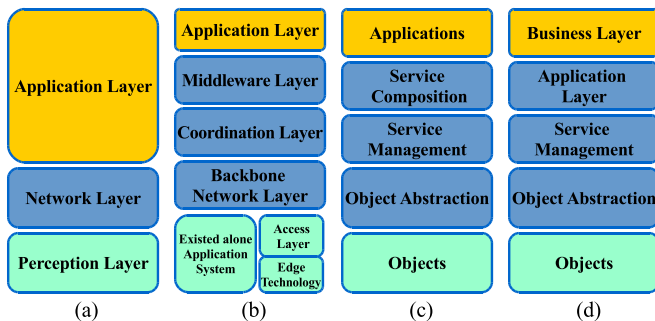 Application Layer
Network Layer
Perception Layer
(a)
Application Layer
Middleware Layer
Coordination Layer
Backbone
Network Layer
Existed alone
Application
System
Access
Layer
Edge
Technology
(b)
Applications
Service
Composition
Service
Management
Object Abstraction
Objects
(c)
Business Layer
Application
Layer
Service
Management
Object Abstraction
Objects
(d)